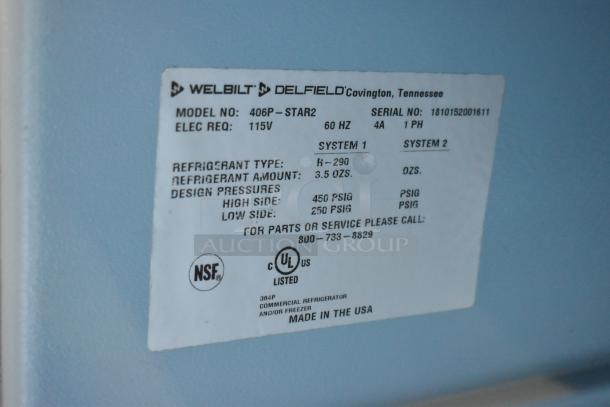 WELBILT DELFIELD Covington, Tennessee
MODEL NO: 406P-STAR2 SERIAL NO: 1810152001611
ELEC REQ: 115V 60 HZ 4A 1 PH
SYSTEM 1 SYSTEM 2
REFRIGERANT TYPE: R-290
REFRIGERANT AMOUNT: 3.5 OZS. OZS.
DESIGN PRESSURES
HIGH SIDE: 450 PSIG PSIG
LOW SIDE: 250 PSIG PSIG
FOR PARTS OR SERVICE PLEASE CALL:
800-733-8829
AUCTION GROUP
NSF
C UL US
LISTED
384P
COMMERCIAL REFRIGERATOR
AND/OR FREEZER
MADE IN THE USA